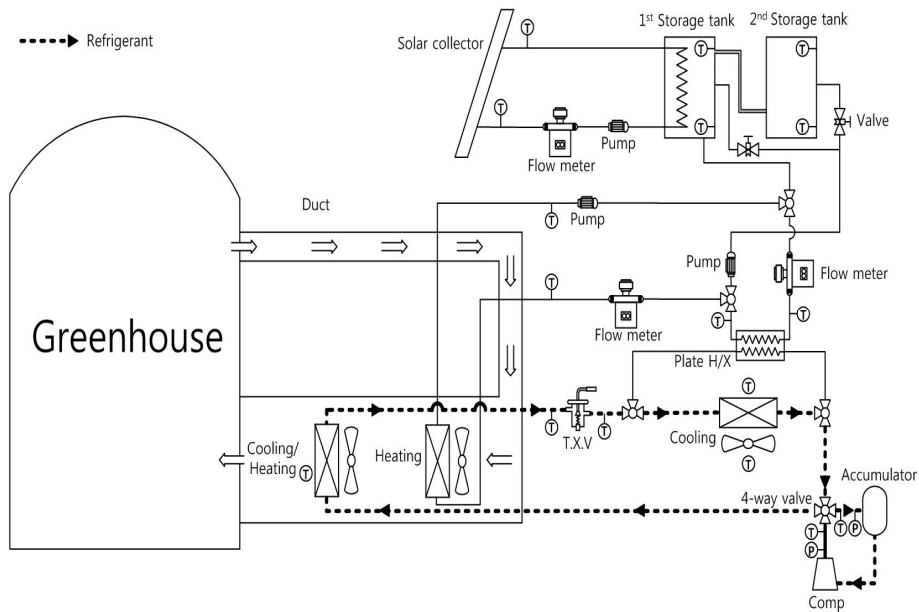 1st Storage tank
2nd Storage tank
Refrigerant
Solar collector
T
T
T
T
T
T
Valve
Pump
Flow meter
Duct
T
Pump
Pump
Flow meter
T
Flow meter
T
T
Greenhouse
Plate H/X
T
T
T
T.X.V
Cooling
T
Cooling/
Heating
T
Heating
4-way valve
Accumulator
T
P
T
P
Comp